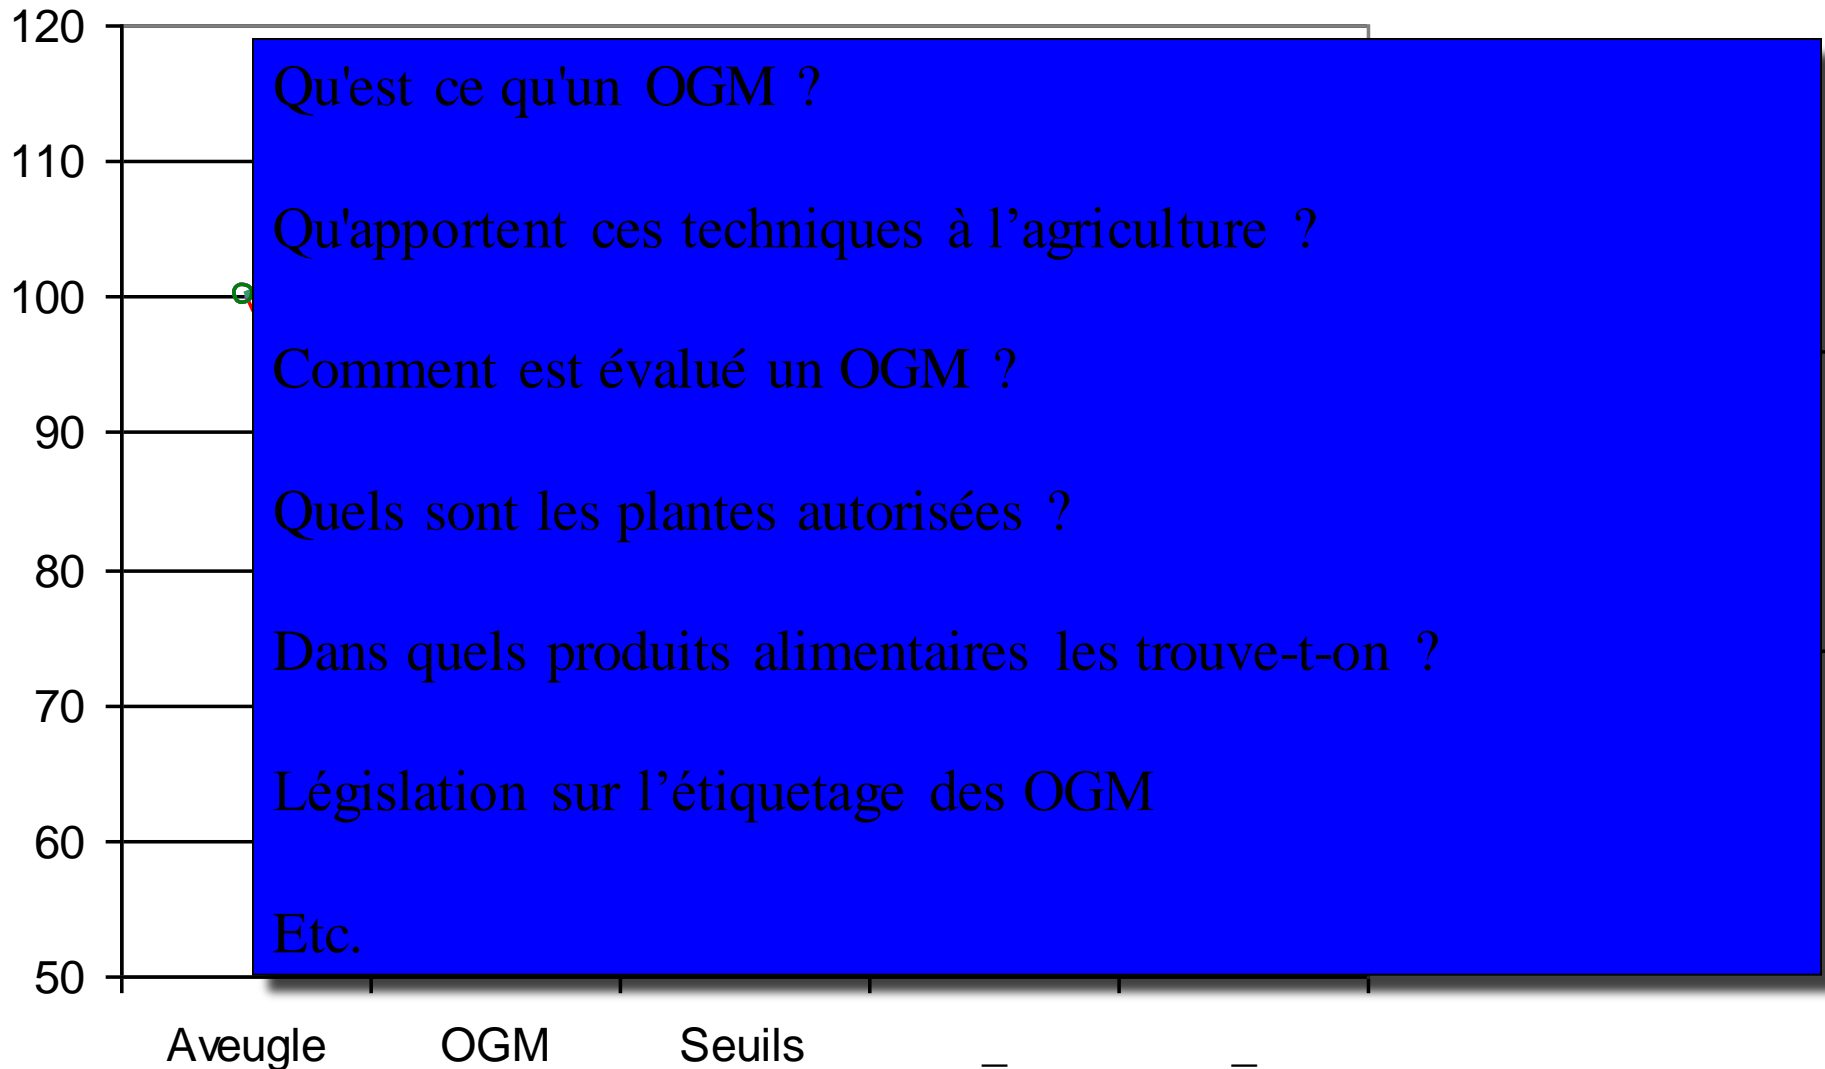 120
110
100
90
80
70
60
50
Qu'est ce qu'un OGM ?
Qu'apportent ces techniques à l’agriculture ?
Comment est évalué un OGM ?
Quels sont les plantes autorisées ?
Dans quels produits alimentaires les trouve-t-on ?
Législation sur l’étiquetage des OGM
Etc.
Aveugle OGM Seuils _ _